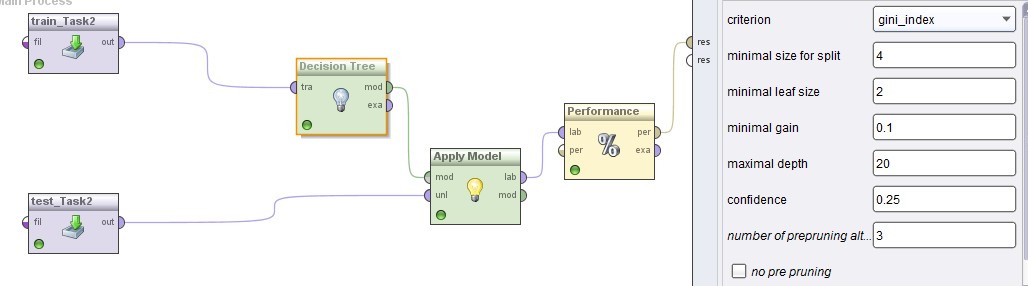 Main Process
train_Task2
fil out
Decision Tree
tra mod
exa
Performance
lab per
per exa
Apply Model
mod lab
unl mod
test_Task2
fil out
res
res
criterion gini_index
minimal size for split 4
minimal leaf size 2
minimal gain 0.1
maximal depth 20
confidence 0.25
number of prepruning alt... 3
no pre pruning